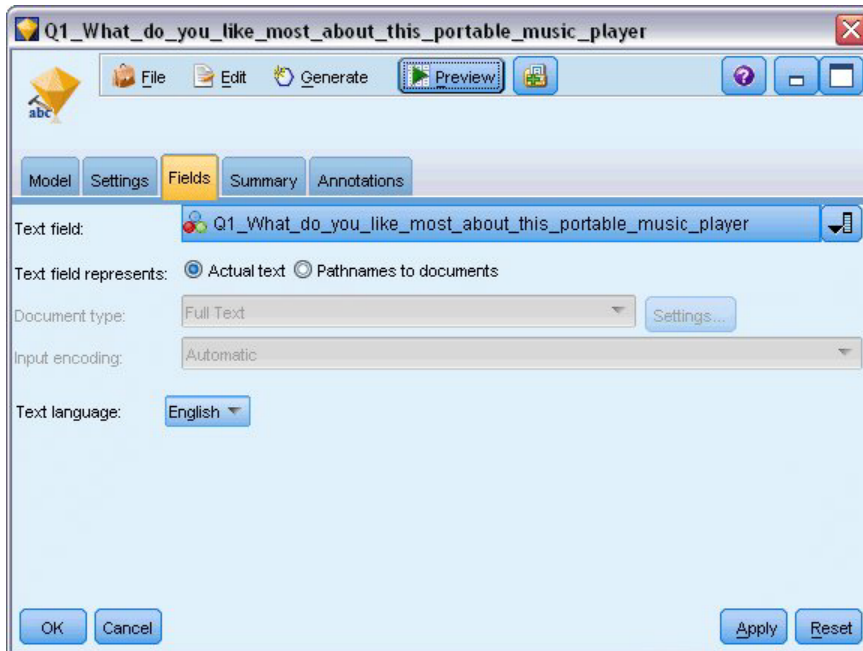 Q1_What_do_you_like_most_about_this_portable_music_player
File Edit Generate Preview
abc
Model Settings Fields Summary Annotations
Text field: Q1_What_do_you_like_most_about_this_portable_music_player
Text field represents: Actual text Pathnames to documents
Document type: Full Text Settings...
Input encoding: Automatic
Text language: English
OK Cancel Apply Reset